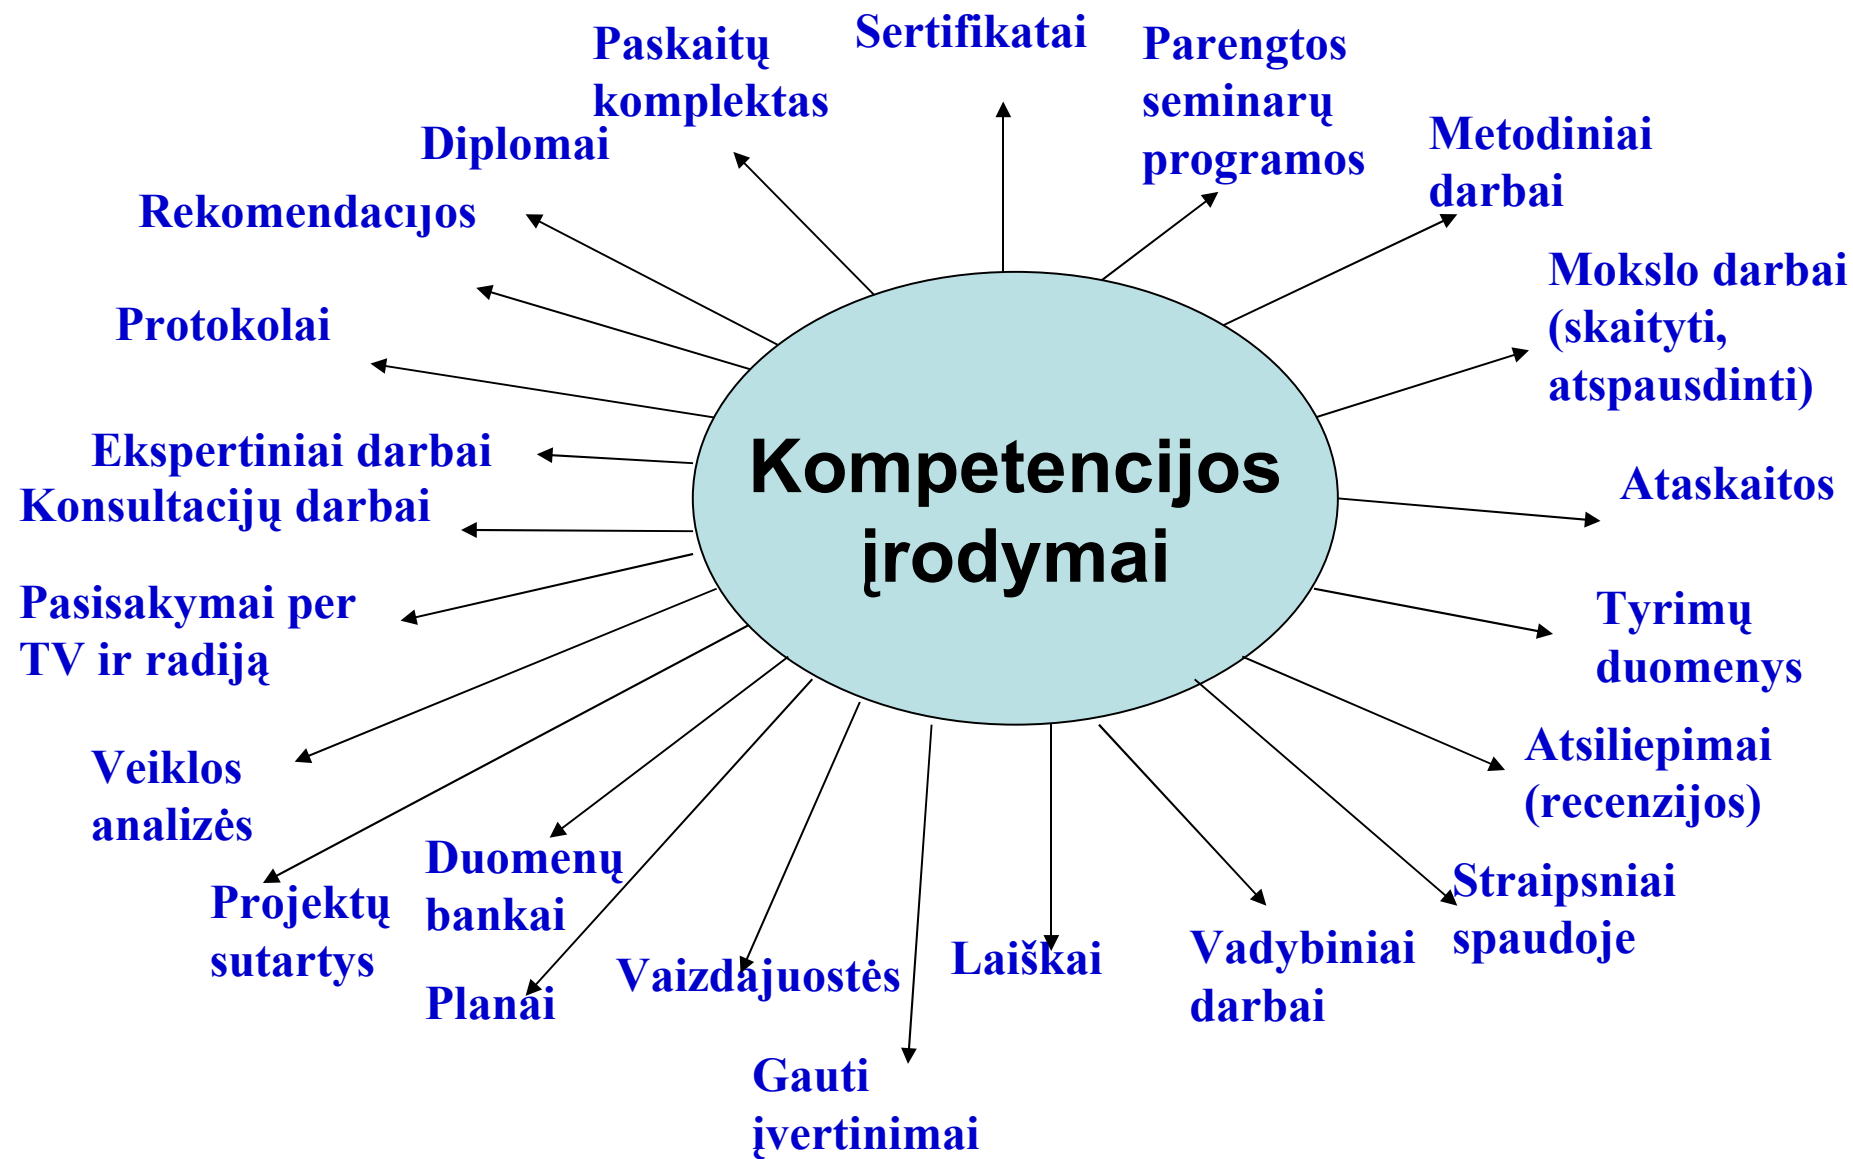 Sertifikatai
Paskaitų
komplektas
Parengtos
seminarų
programos
Diplomai
Metodiniai
darbai
Rekomendacijos
Mokslo darbai
(skaityti,
atspausdinti)
Protokolai
Ekspertiniai darbai
Konsultacijų darbai
Kompetencijos
įrodymai
Ataskaitos
Pasisakymai per
TV ir radiją
Tyrimų
duomenys
Veiklos
analizės
Atsiliepimai
(recenzijos)
Projektų
sutartys
Duomenų
bankai
Straipsniai
spaudoje
Planai
Vaizdajuostės
Laiškai
Vadybiniai
darbai
Gauti
įvertinimai